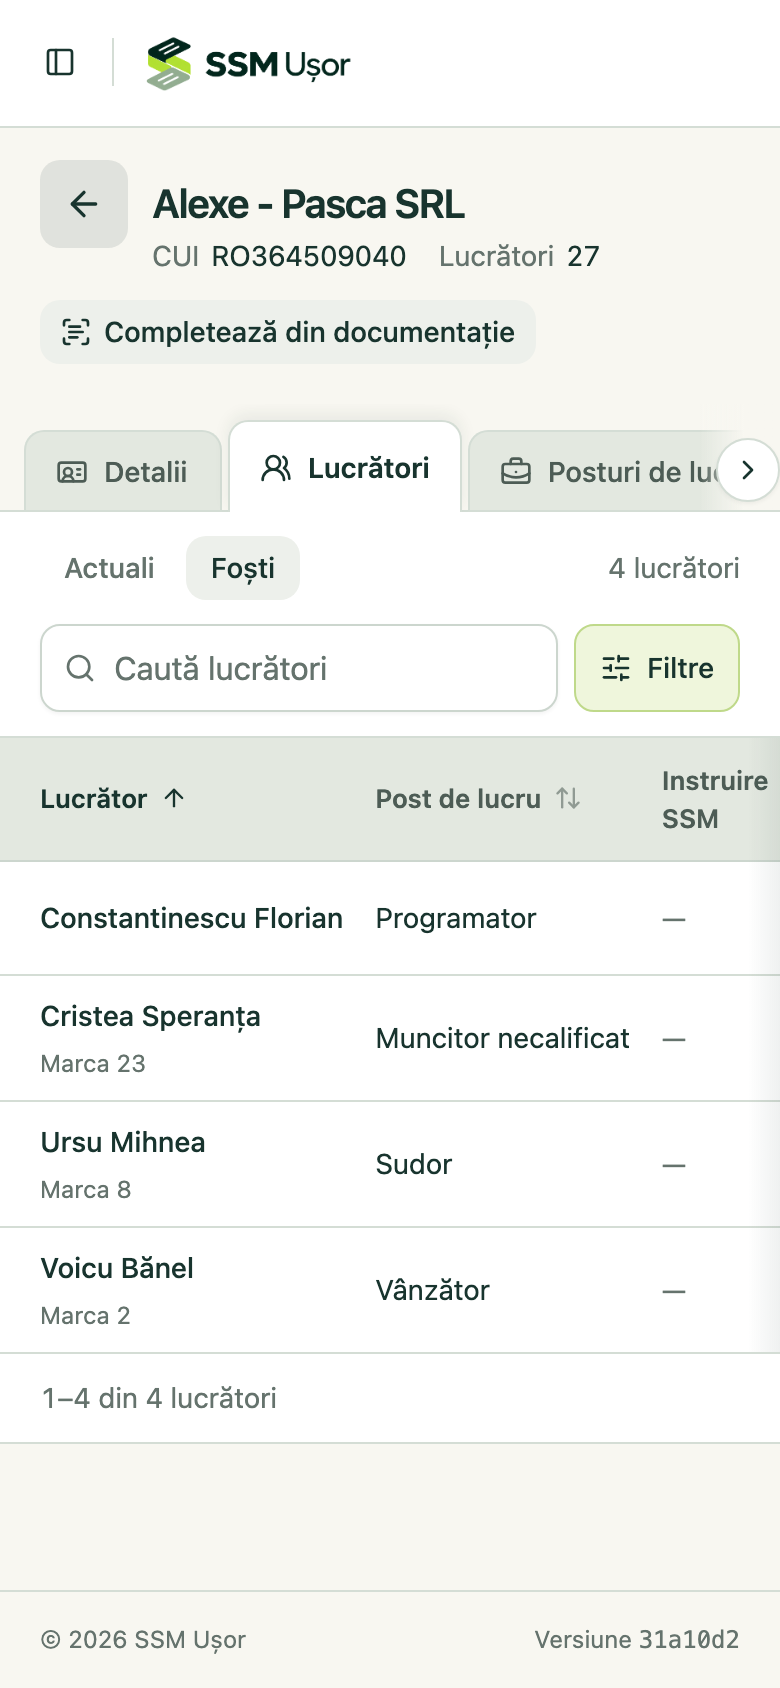 SSM Ușor
Alexe - Pasca SRL
CUI RO364509040 Lucrători 27
Completează din documentație
Detalii Lucrători Posturi de
Actuali Foști 4 lucrători
Caută lucrători Filtre
Lucrător Post de lucru Instruire SSM
Constantinescu Florian Programator —
Cristea Speranța
Marca 23
Muncitor necalificat —
Ursu Mihnea
Marca 8
Sudor —
Voicu Bănel
Marca 2
Vânzător —
1–4 din 4 lucrători
© 2026 SSM Ușor Versiune 31a10d2